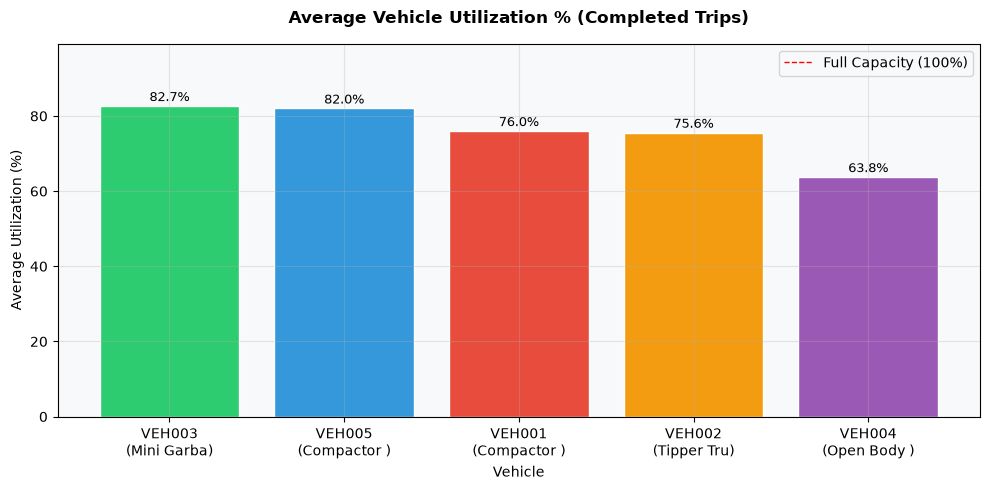 Average Vehicle Utilization % (Completed Trips)
Full Capacity (100%)
82.7%
82.0%
76.0%
75.6%
63.8%
Average Utilization (%)
80
60
40
20
0
VEH003
(Mini Garba)
VEH005
(Compactor )
VEH001
(Compactor )
VEH002
(Tipper Tru)
VEH004
(Open Body )
Vehicle